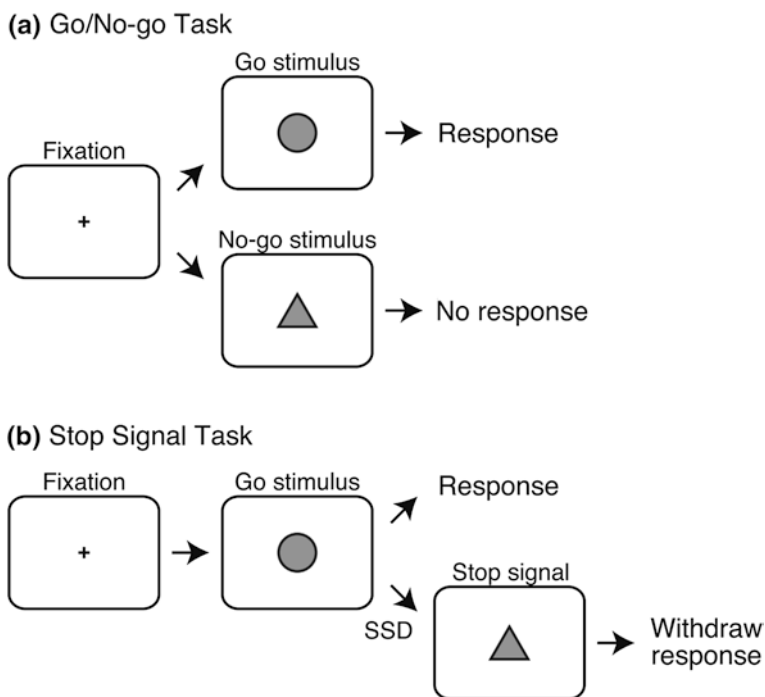 (a) Go/No-go Task
Go stimulus
Fixation
+
Response
No-go stimulus
No response
(b) Stop Signal Task
Fixation
+
Go stimulus
Response
SSD
Stop signal
Withdraw
response